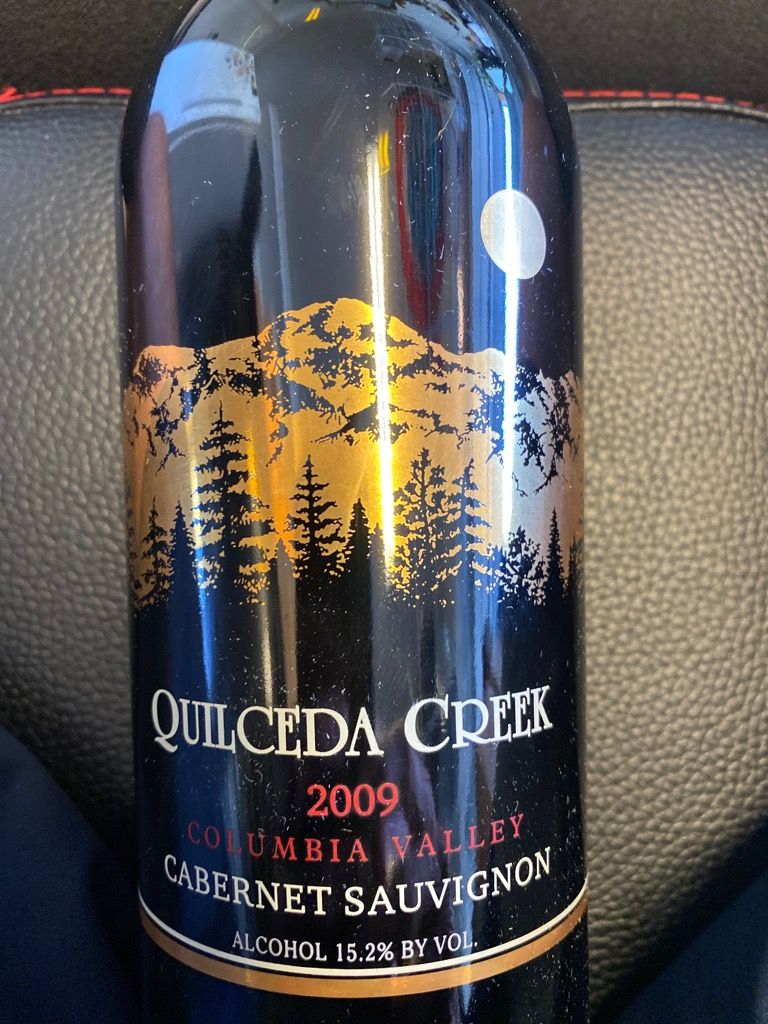 QUILCEDA CREEK
2009
COLUMBIA VALLEY
CABERNET SAUVIGNON
ALCOHOL 15.2% BY VOL.